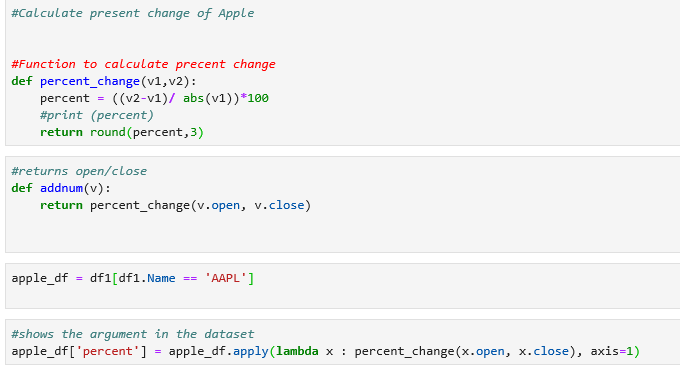 #Calculate present change of Apple
#Function to calculate precent change
def percent_change(v1,v2):
    percent = ((v2-v1)/ abs(v1))*100
    #print (percent)
    return round(percent,3)
#returns open/close
def addnum(v):
    return percent_change(v.open, v.close)
apple_df = df1[df1.Name == 'AAPL']
#shows the argument in the dataset
apple_df['percent'] = apple_df.apply(lambda x : percent_change(x.open, x.close), axis=1)